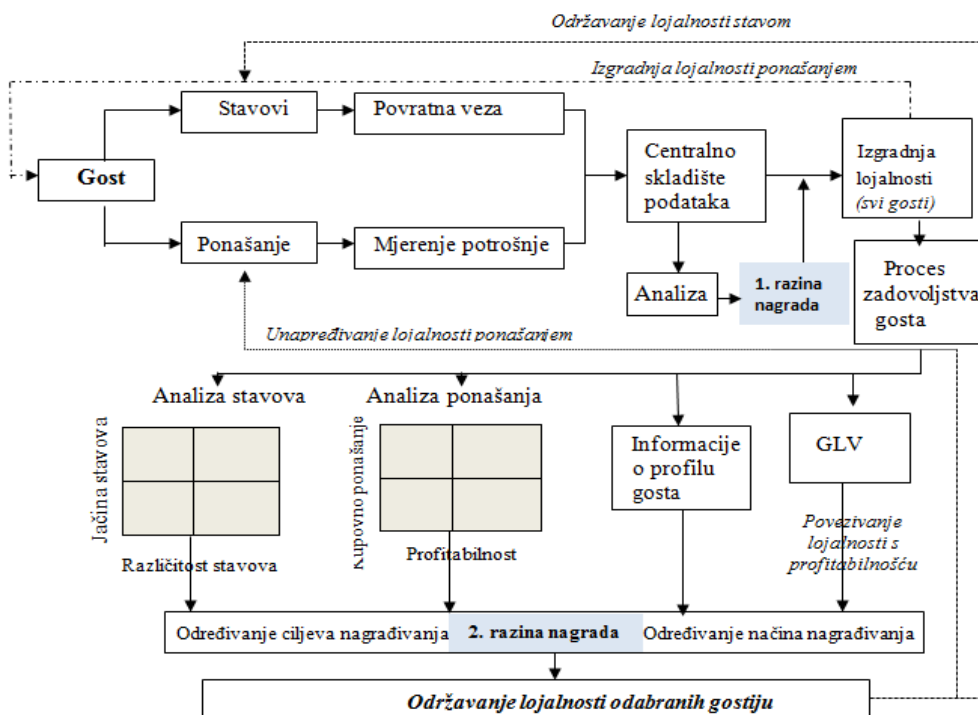 Održavanje lojalnosti stavom
Izgradnja lojalnosti ponašanjem
Stavovi
Povratna veza
Gost
Centralno
skladište
podataka
Izgradnja
lojalnosti
(svi gosti)
Ponašanje
Mjerenje potrošnje
Analiza
1. razina
nagrada
Proces
zadovoljstva
gosta
Unapređivanje lojalnosti ponašanjem
Analiza stavova
Analiza ponašanja
Jačina stavova
Kupovno ponašanje
Informacije
o profilu
gosta
GLV
Različitost stavova
Profitabilnost
Povezivanje
lojalnosti s
profitabilnošću
Određivanje ciljeva nagrađivanja
2. razina nagrada
Određivanje načina nagrađivanja
Održavanje lojalnosti odabranih gostiju